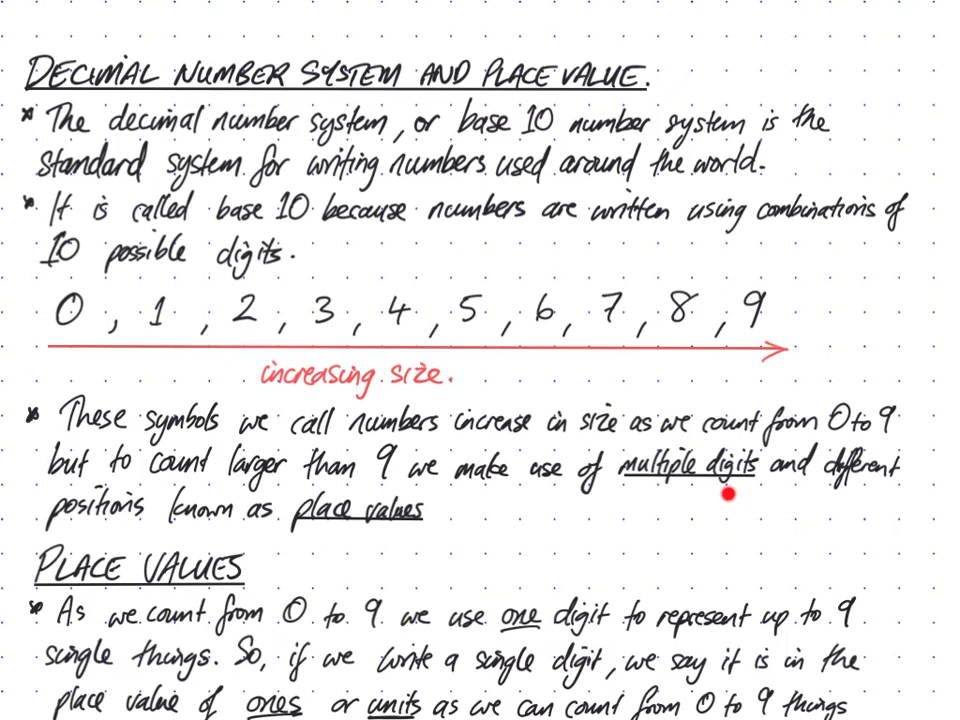 DECIMAL NUMBER SYSTEM AND PLACE VALUE.
* The decimal number system, or base 10 number system is the
standard system for writing numbers used around the world.
* It is called base 10 because numbers are written using combinations of
10 possible digits.
0, 1, 2, 3, 4, 5, 6, 7, 8, 9
increasing size.
* These symbols we call numbers increase in size as we count from 0 to 9
but to count larger than 9 we make use of multiple digits and different
positions known as place values
PLACE VALUES
* As we count from 0 to 9 we use one digit to represent up to 9
single things. So, if we write a single digit, we say it is in the
place value of ones or units as we can count from 0 to 9 things